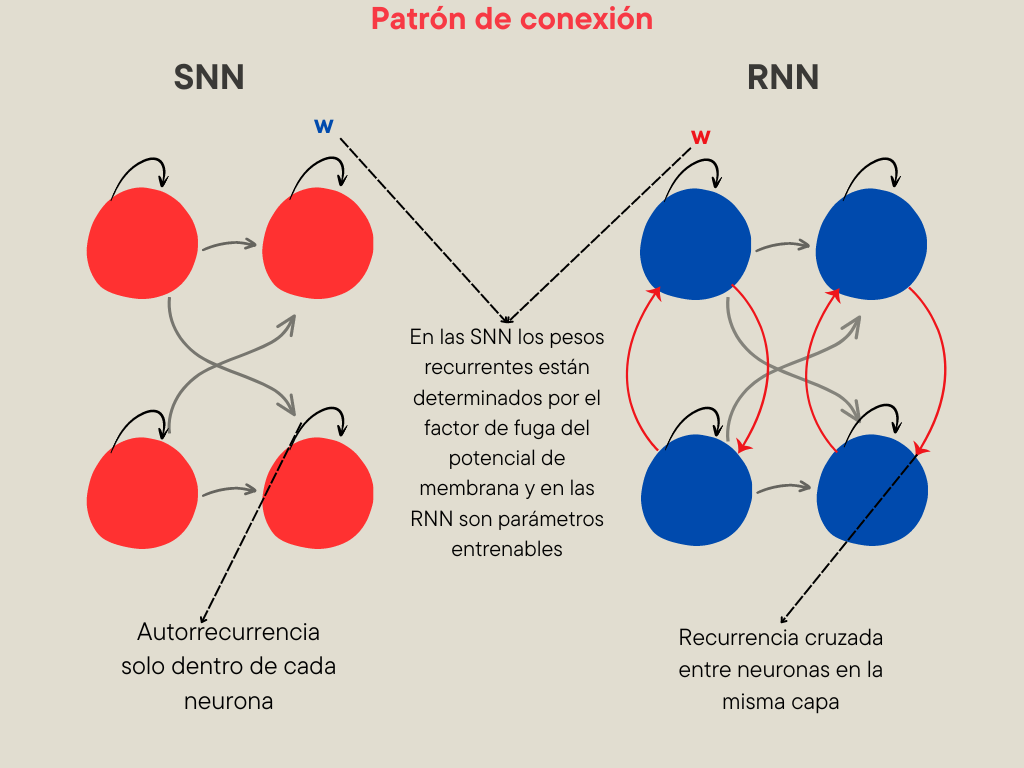 Patrón de conexión
SNN
RNN
w
w
En las SNN los pesos
recurrentes están
determinados por el
factor de fuga del
potencial de
membrana y en las
RNN son parámetros
entrenables
Autorrecurrencia
solo dentro de cada
neurona
Recurrencia cruzada
entre neuronas en la
misma capa